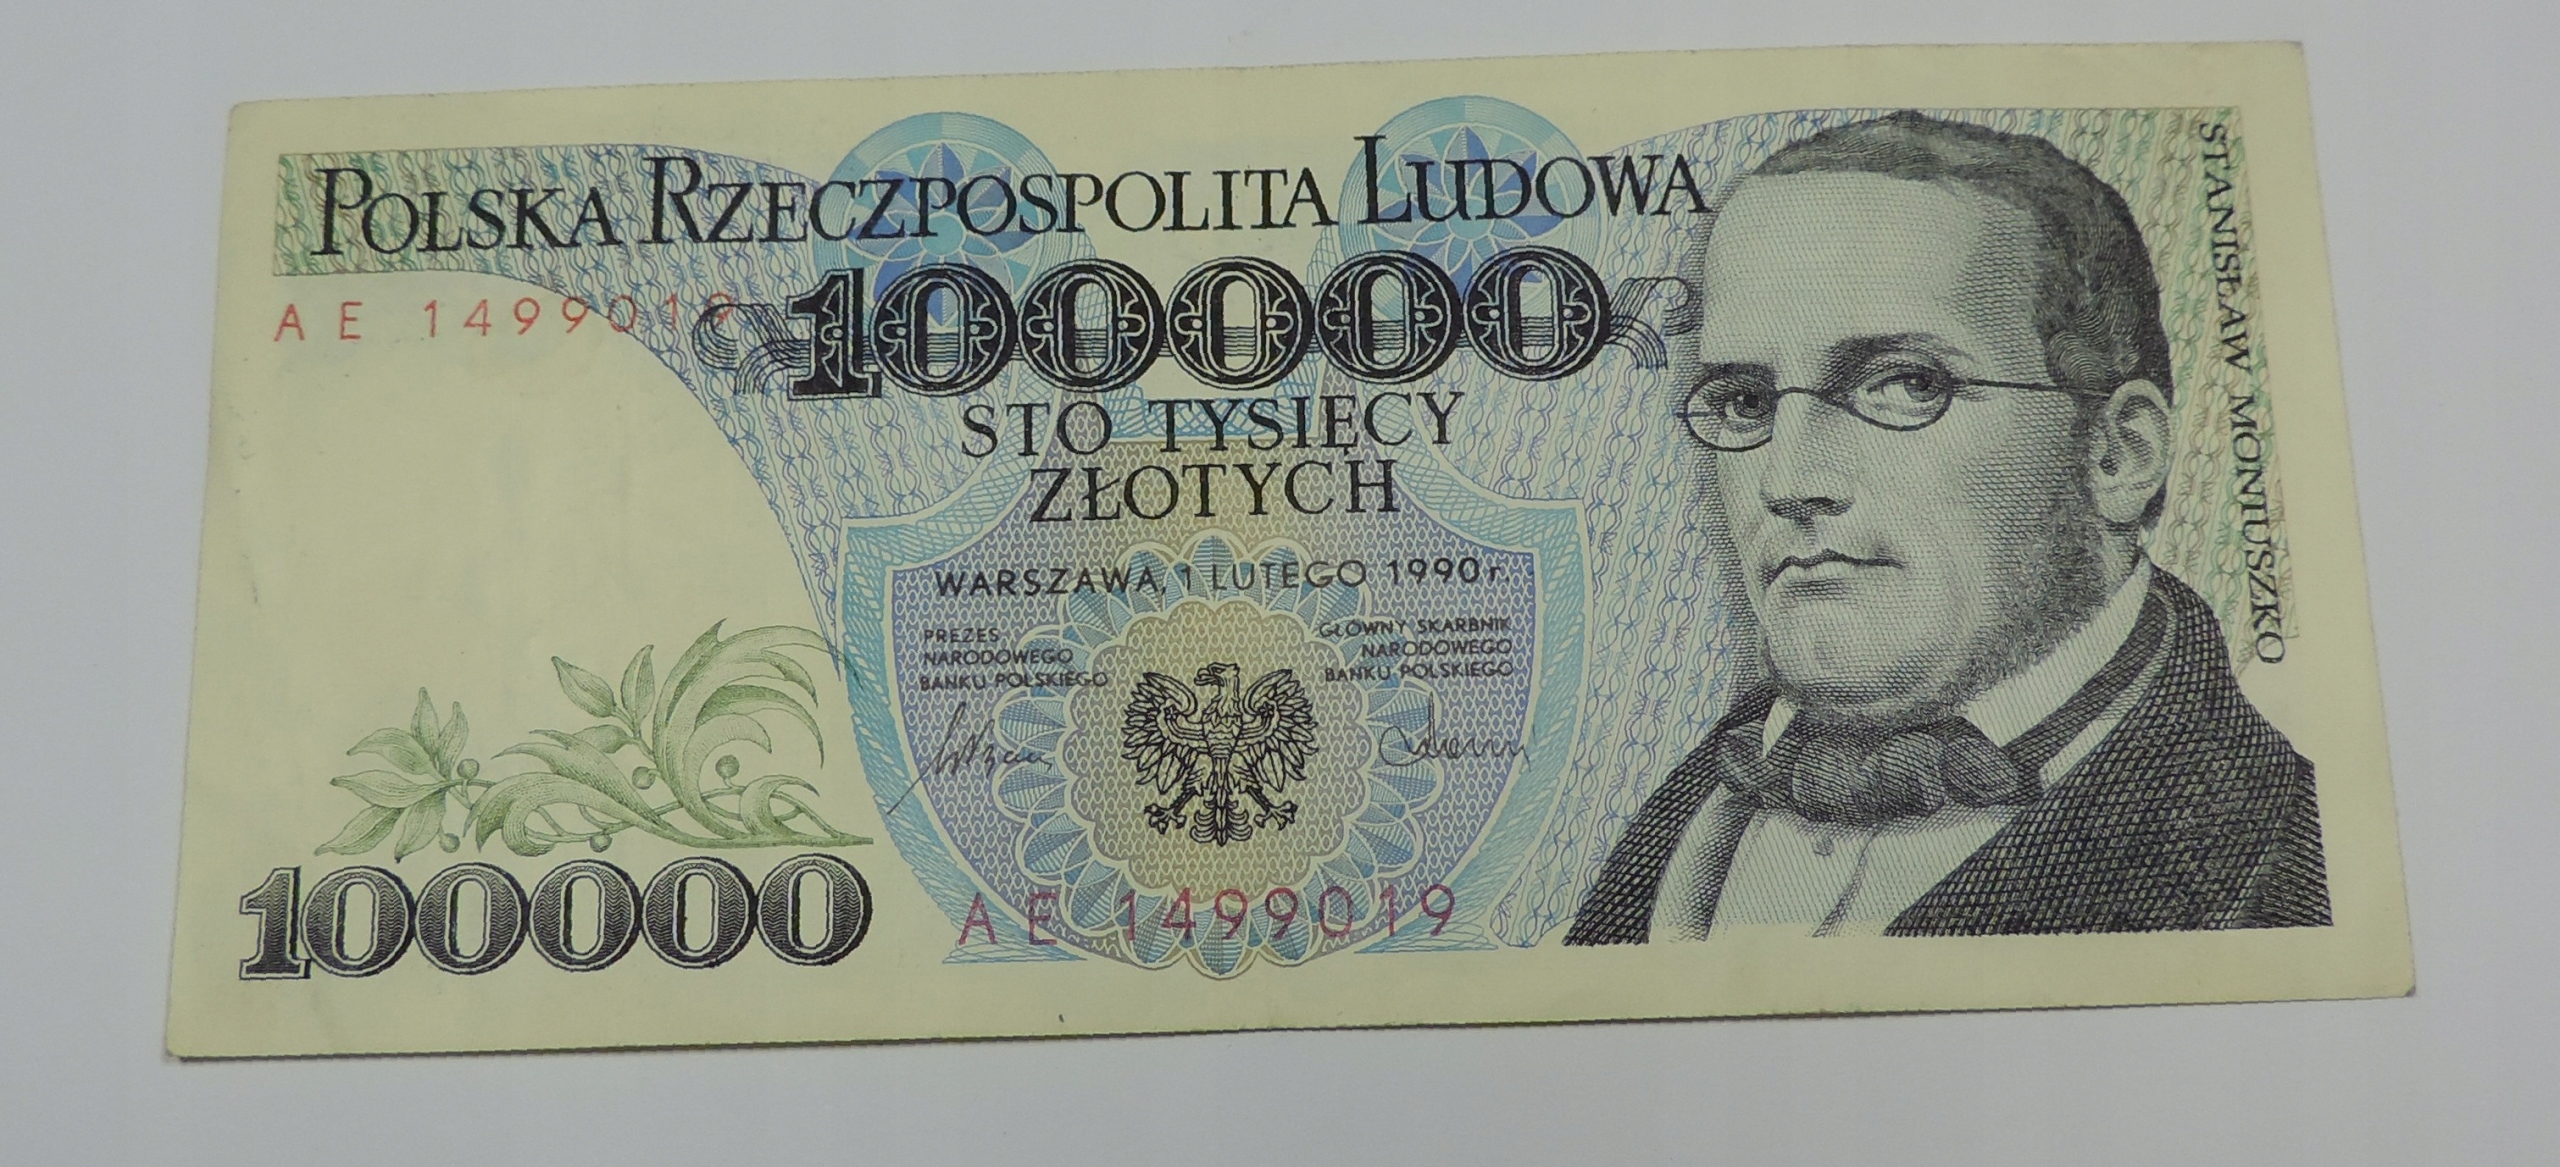 POLSKA RZECZPOSPOLITA LUDOWA
AE 1499019
100000
STO TYSIĘCY
ZŁOTYCH
WARSZAWA, 1 LUTEGO 1990 r.
PREZES
NARODOWEGO
BANKU POLSKIEGO
GŁÓWNY SKARBNIK
NARODOWEGO
BANKU POLSKIEGO
100000
AE 1499019
STANISŁAW MONIUSZKO